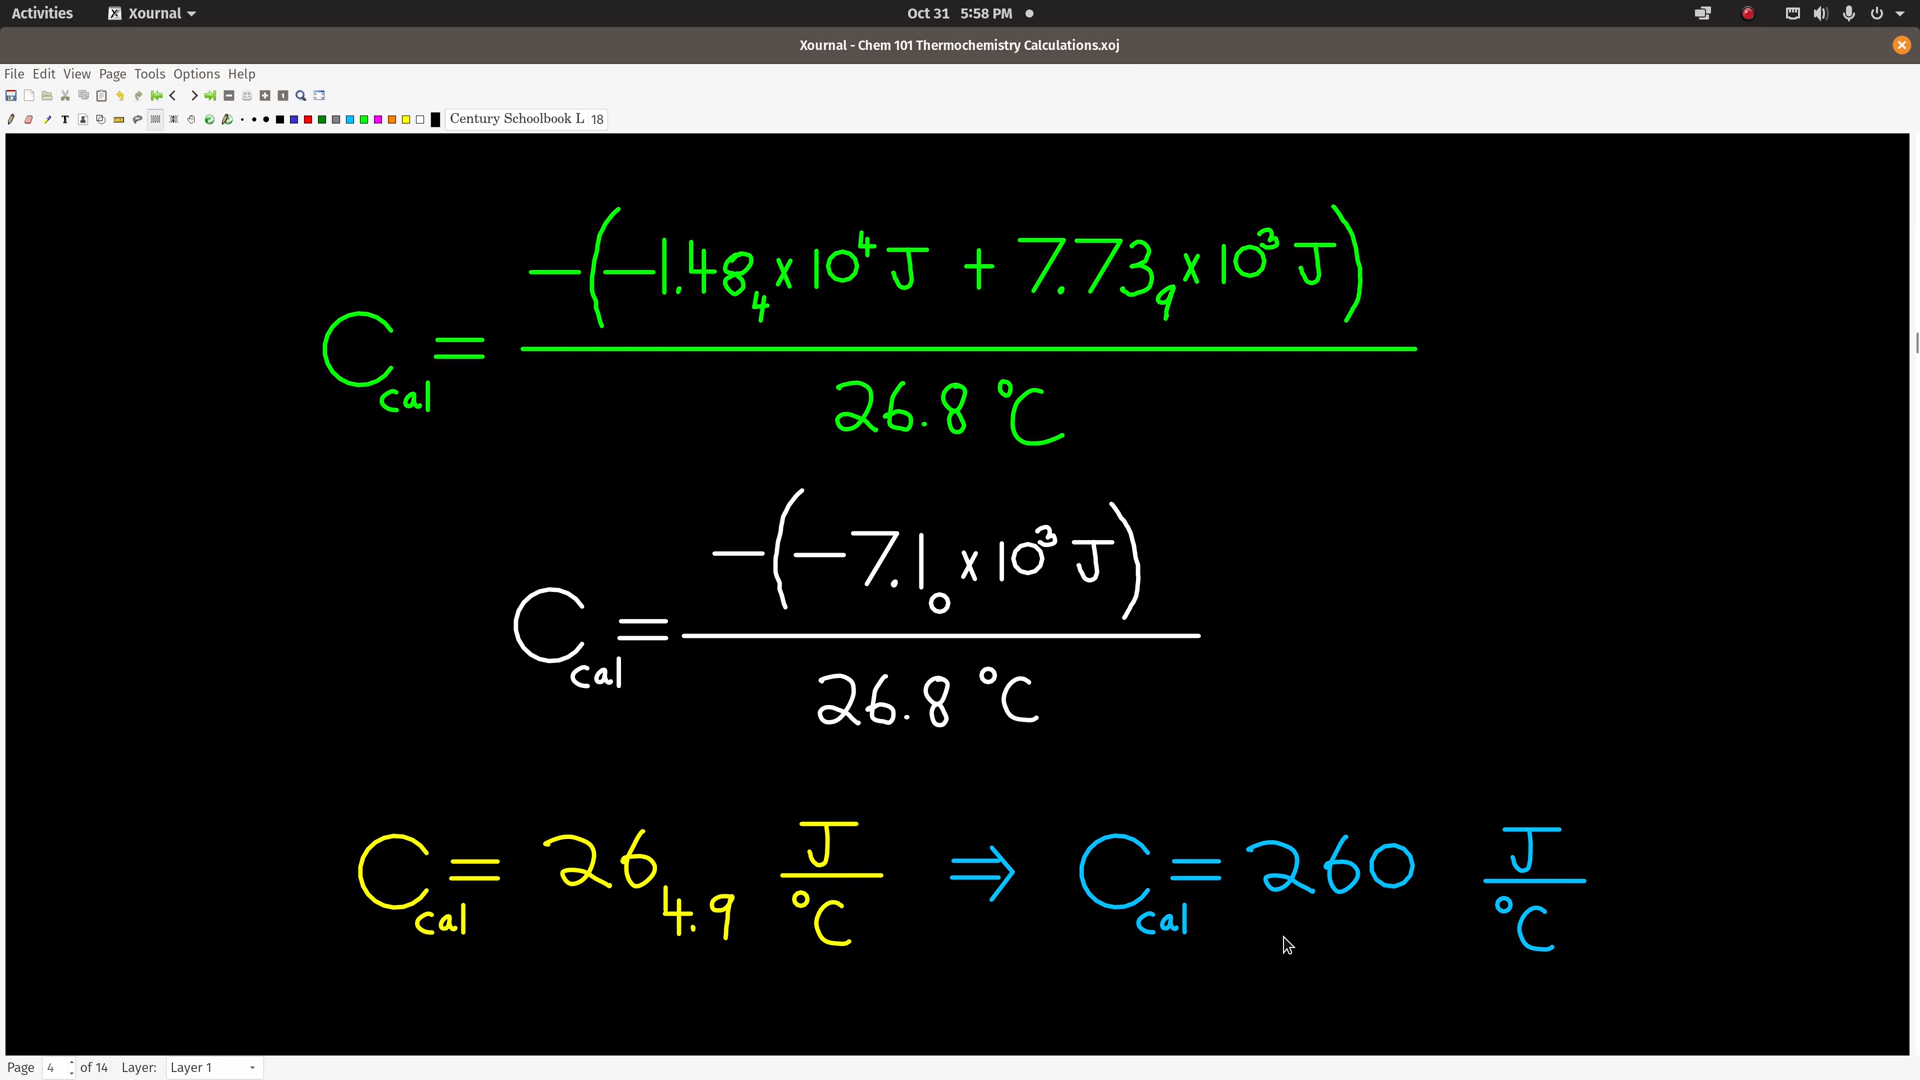 Activities Xournal Oct 31 5:58 PM
Xournal - Chem 101 Thermochemistry Calculations.xoj
File Edit View Page Tools Options Help
Century Schoolbook L 18
C_cal = −(−1.48₄ x 10⁴ J + 7.73₉ x 10³ J) / 26.8 °C
C_cal = −(−7.1₀ x 10³ J) / 26.8 °C
C_cal = 26₄.₉ J/°C ⇒ C_cal = 260 J/°C
Page 4 of 14 Layer: Layer 1